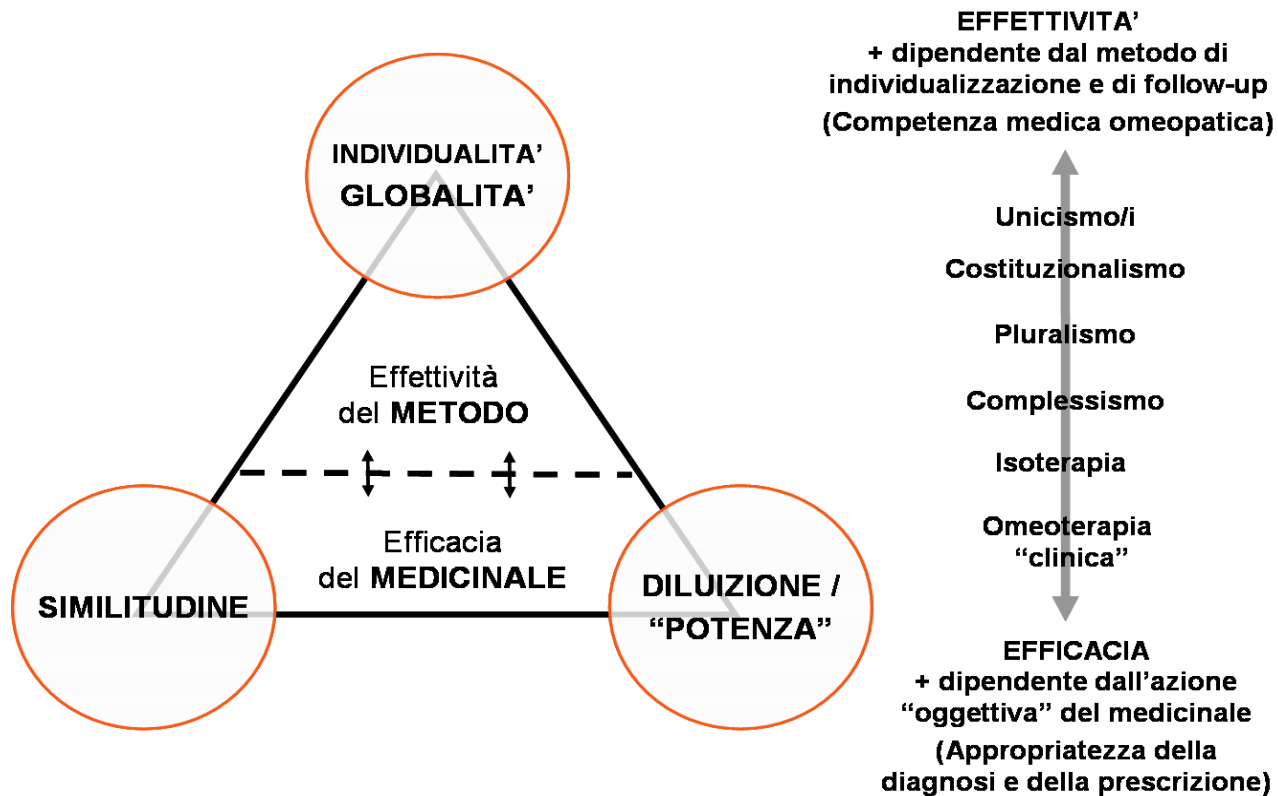 INDIVIDUALITA’
GLOBALITA’
Effettività
del METODO
Efficacia
del MEDICINALE
SIMILITUDINE
DILUIZIONE /
“POTENZA”
EFFETTIVITA’
+ dipendente dal metodo di
individualizzazione e di follow-up
(Competenza medica omeopatica)
Unicismo/i
Costituzionalismo
Pluralismo
Complessismo
Isoterapia
Omeoterapia
“clinica”
EFFICACIA
+ dipendente dall’azione
“oggettiva” del medicinale
(Appropriatezza della
diagnosi e della prescrizione)